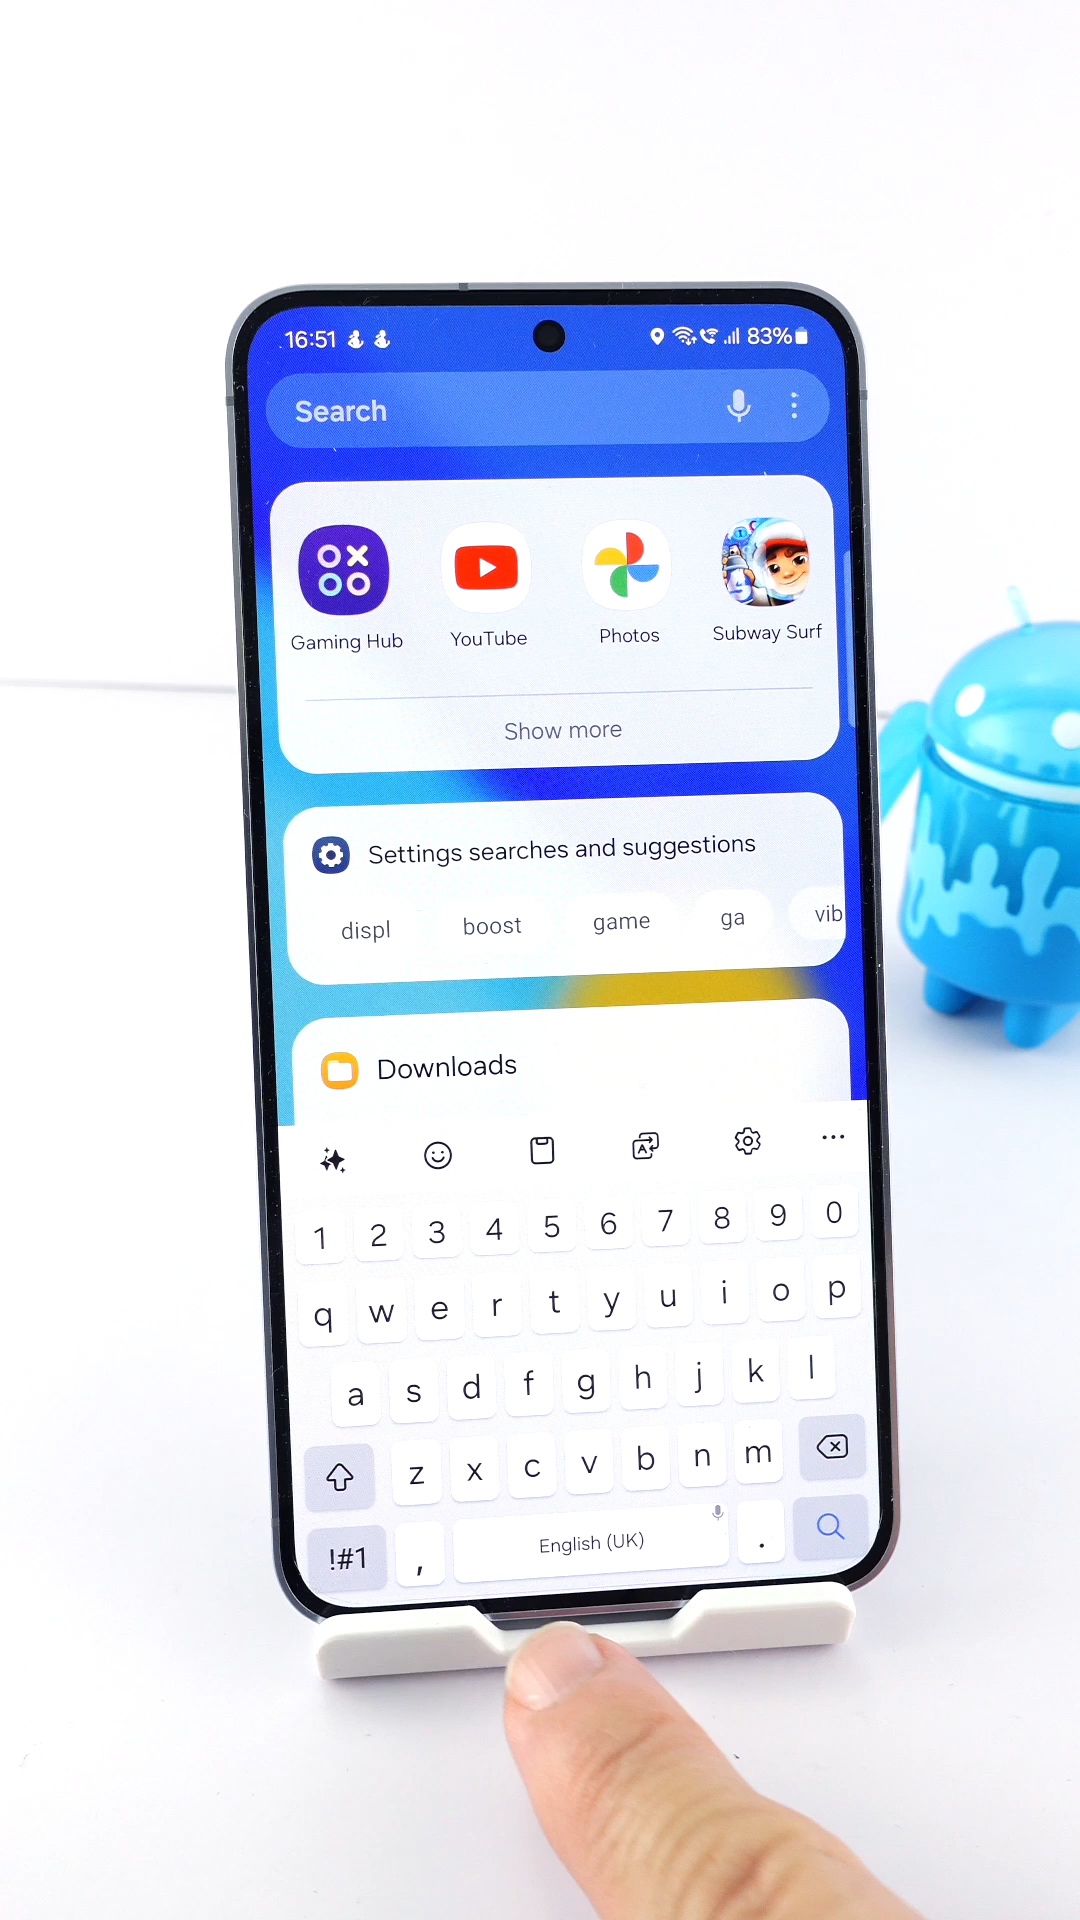 16:51
83%
Search
Gaming Hub YouTube Photos Subway Surf
Show more
Settings searches and suggestions
displ boost game ga vib
Downloads
1 2 3 4 5 6 7 8 9 0
q w e r t y u i o p
a s d f g h j k l
z x c v b n m
!#1 , English (UK) .